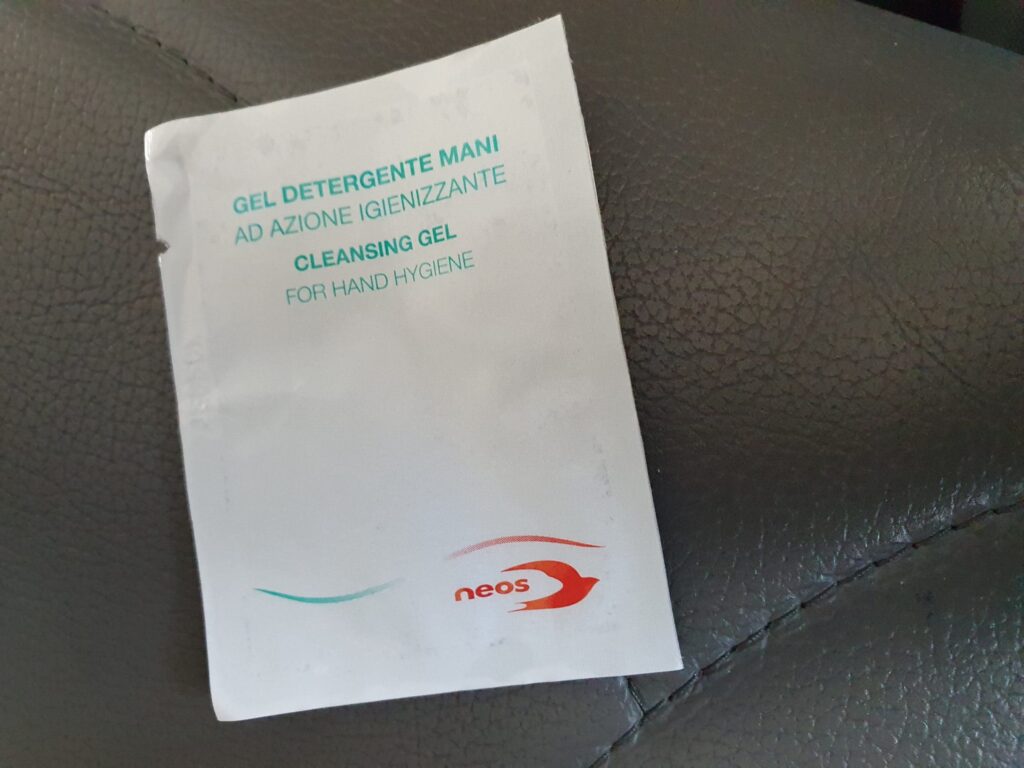 GEL DETERGENTE MANI
AD AZIONE IGIENIZZANTE
CLEANSING GEL
FOR HAND HYGIENE
neos